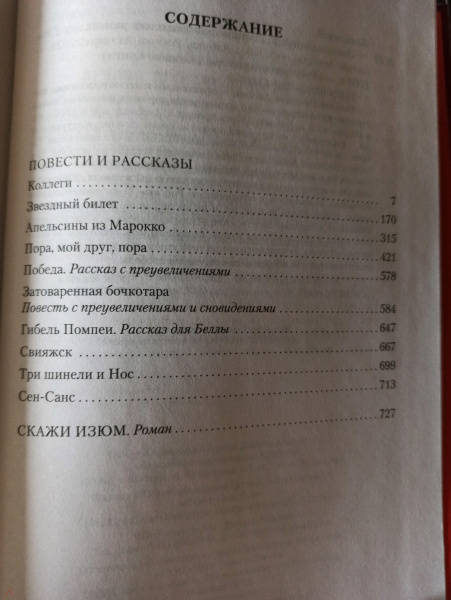 СОДЕРЖАНИЕ
ПОВЕСТИ И РАССКАЗЫ
Коллеги 7
Звездный билет 170
Апельсины из Марокко 315
Пора, мой друг, пора 421
Победа. Рассказ с преувеличениями 578
Затоваренная бочкотара
Повесть с преувеличениями и сновидениями 584
Гибель Помпеи. Рассказ для Беллы 647
Свияжск 667
Три шинели и Нос 699
Сен-Санс 713
СКАЖИ ИЗЮМ. Роман 727